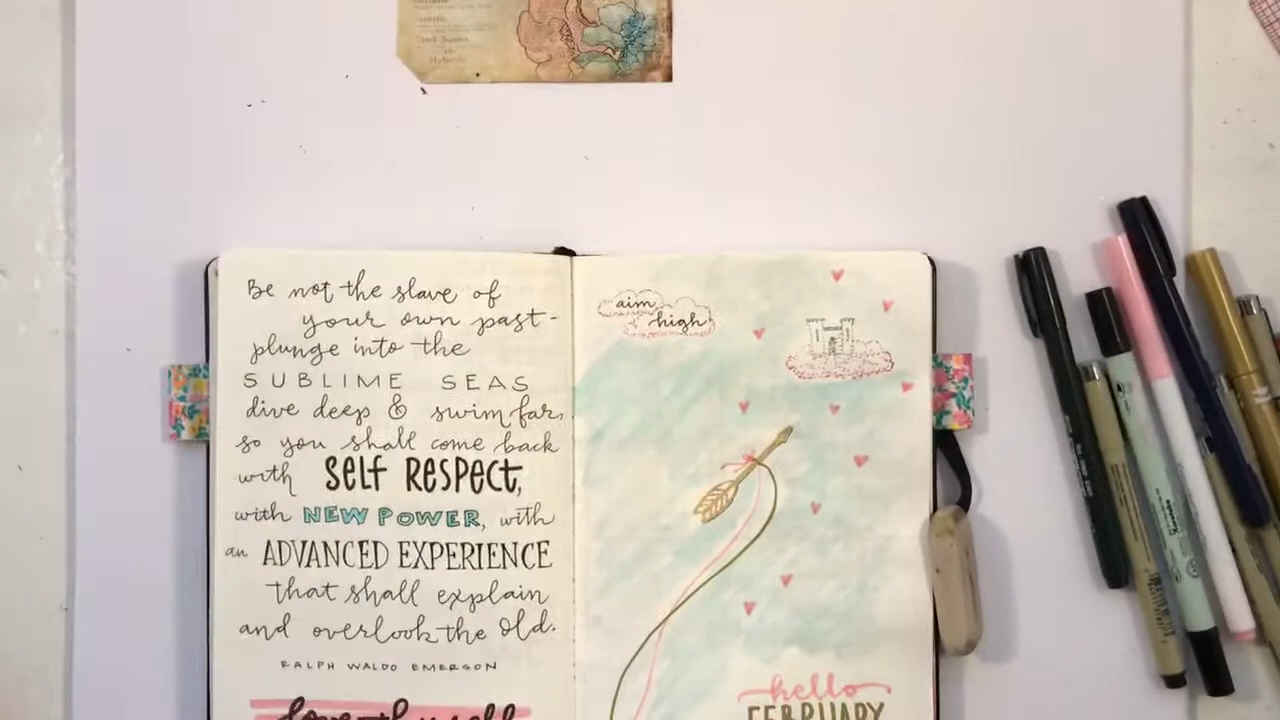 Be not the slave of
your own past-
plunge into the
SUBLIME SEAS
dive deep & swim far,
so you shall come back
with SELF RESPECT,
with NEW POWER, with
an ADVANCED EXPERIENCE
that shall explain
and overlook the old.
RALPH WALDO EMERSON
love thyself
aim
high
hello
FEBRUARY